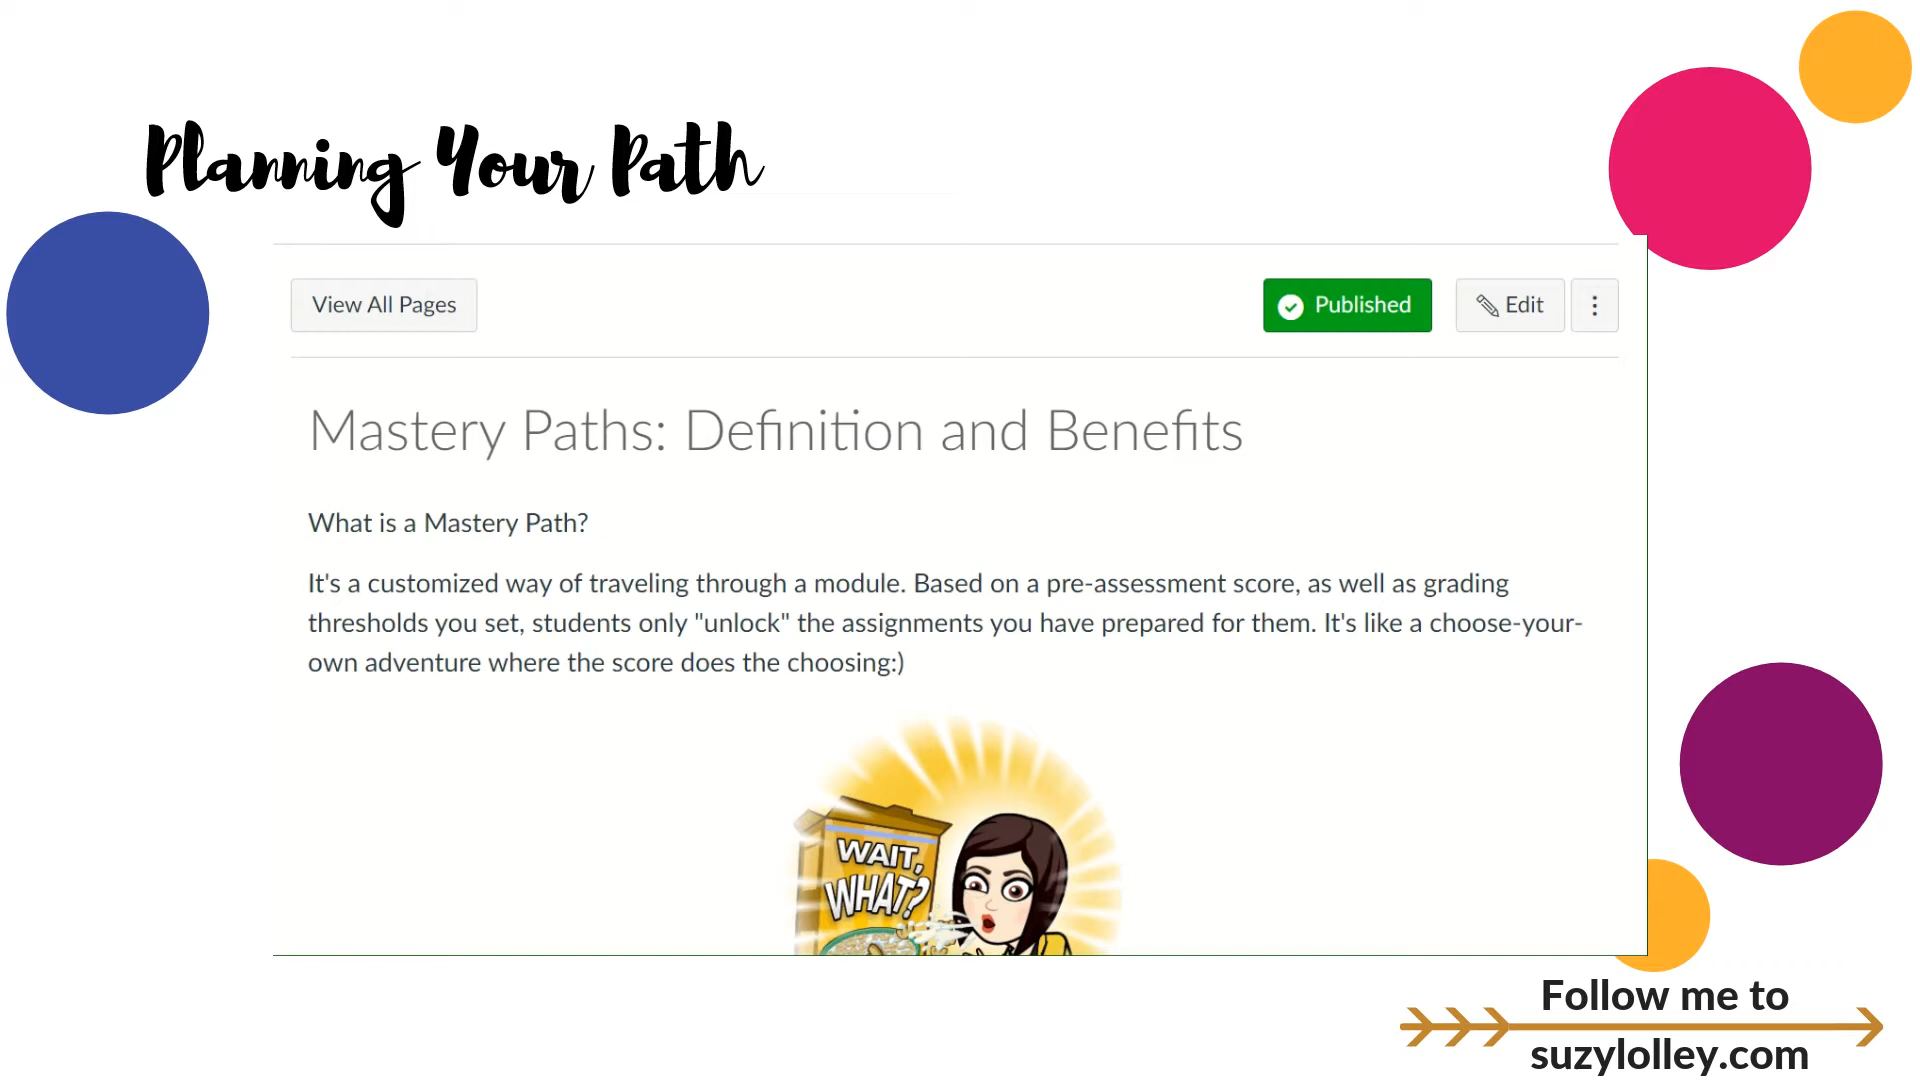 Planning Your Path
View All Pages
Published
Edit
Mastery Paths: Definition and Benefits
What is a Mastery Path?
It's a customized way of traveling through a module. Based on a pre-assessment score, as well as grading
thresholds you set, students only "unlock" the assignments you have prepared for them. It's like a choose-your-
own adventure where the score does the choosing:)
WAIT,
WHAT?
Follow me to
suzylolley.com